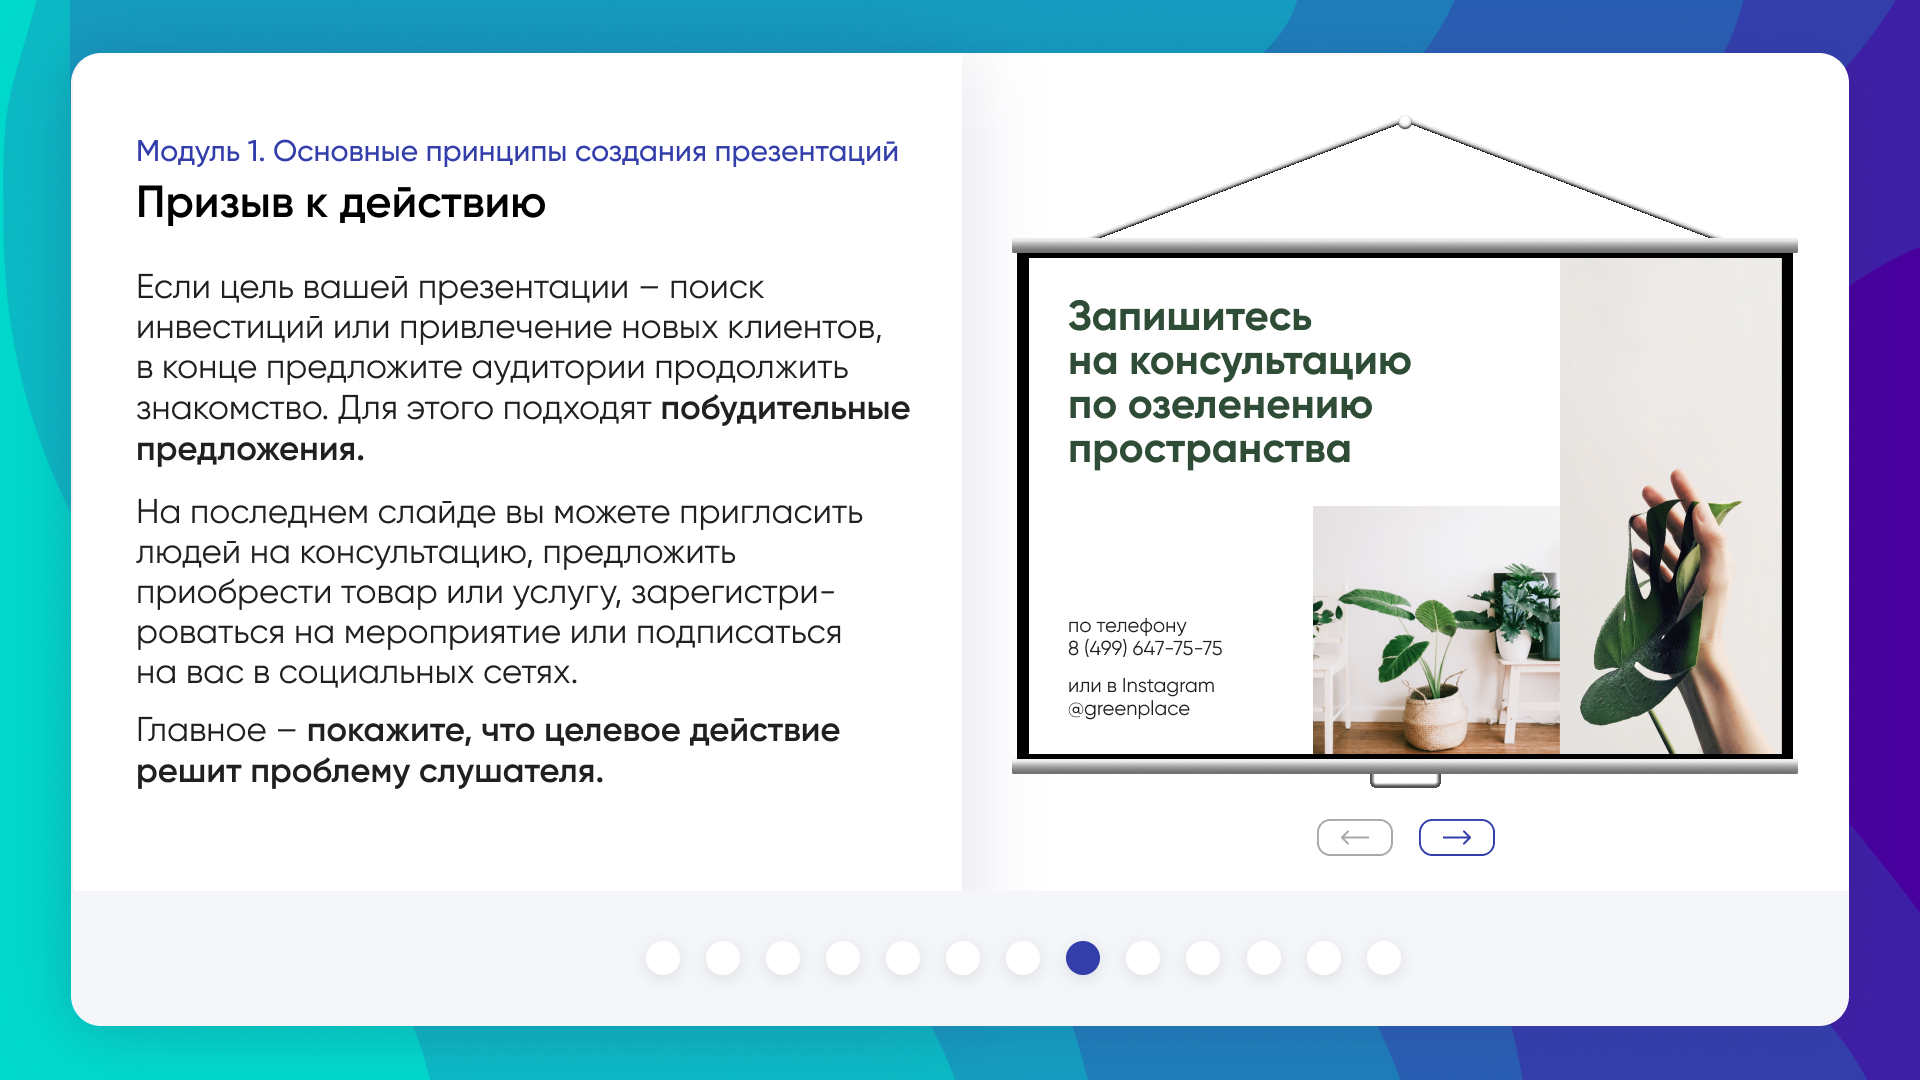 Модуль 1. Основные принципы создания презентаций
Призыв к действию
Если цель вашей презентации – поиск
инвестиций или привлечение новых клиентов,
в конце предложите аудитории продолжить
знакомство. Для этого подходят побудительные
предложения.
На последнем слайде вы можете пригласить
людей на консультацию, предложить
приобрести товар или услугу, зарегистри-
роваться на мероприятие или подписаться
на вас в социальных сетях.
Главное – покажите, что целевое действие
решит проблему слушателя.
Запишитесь
на консультацию
по озеленению
пространства
по телефону
8 (499) 647-75-75
или в Instagram
@greenplace